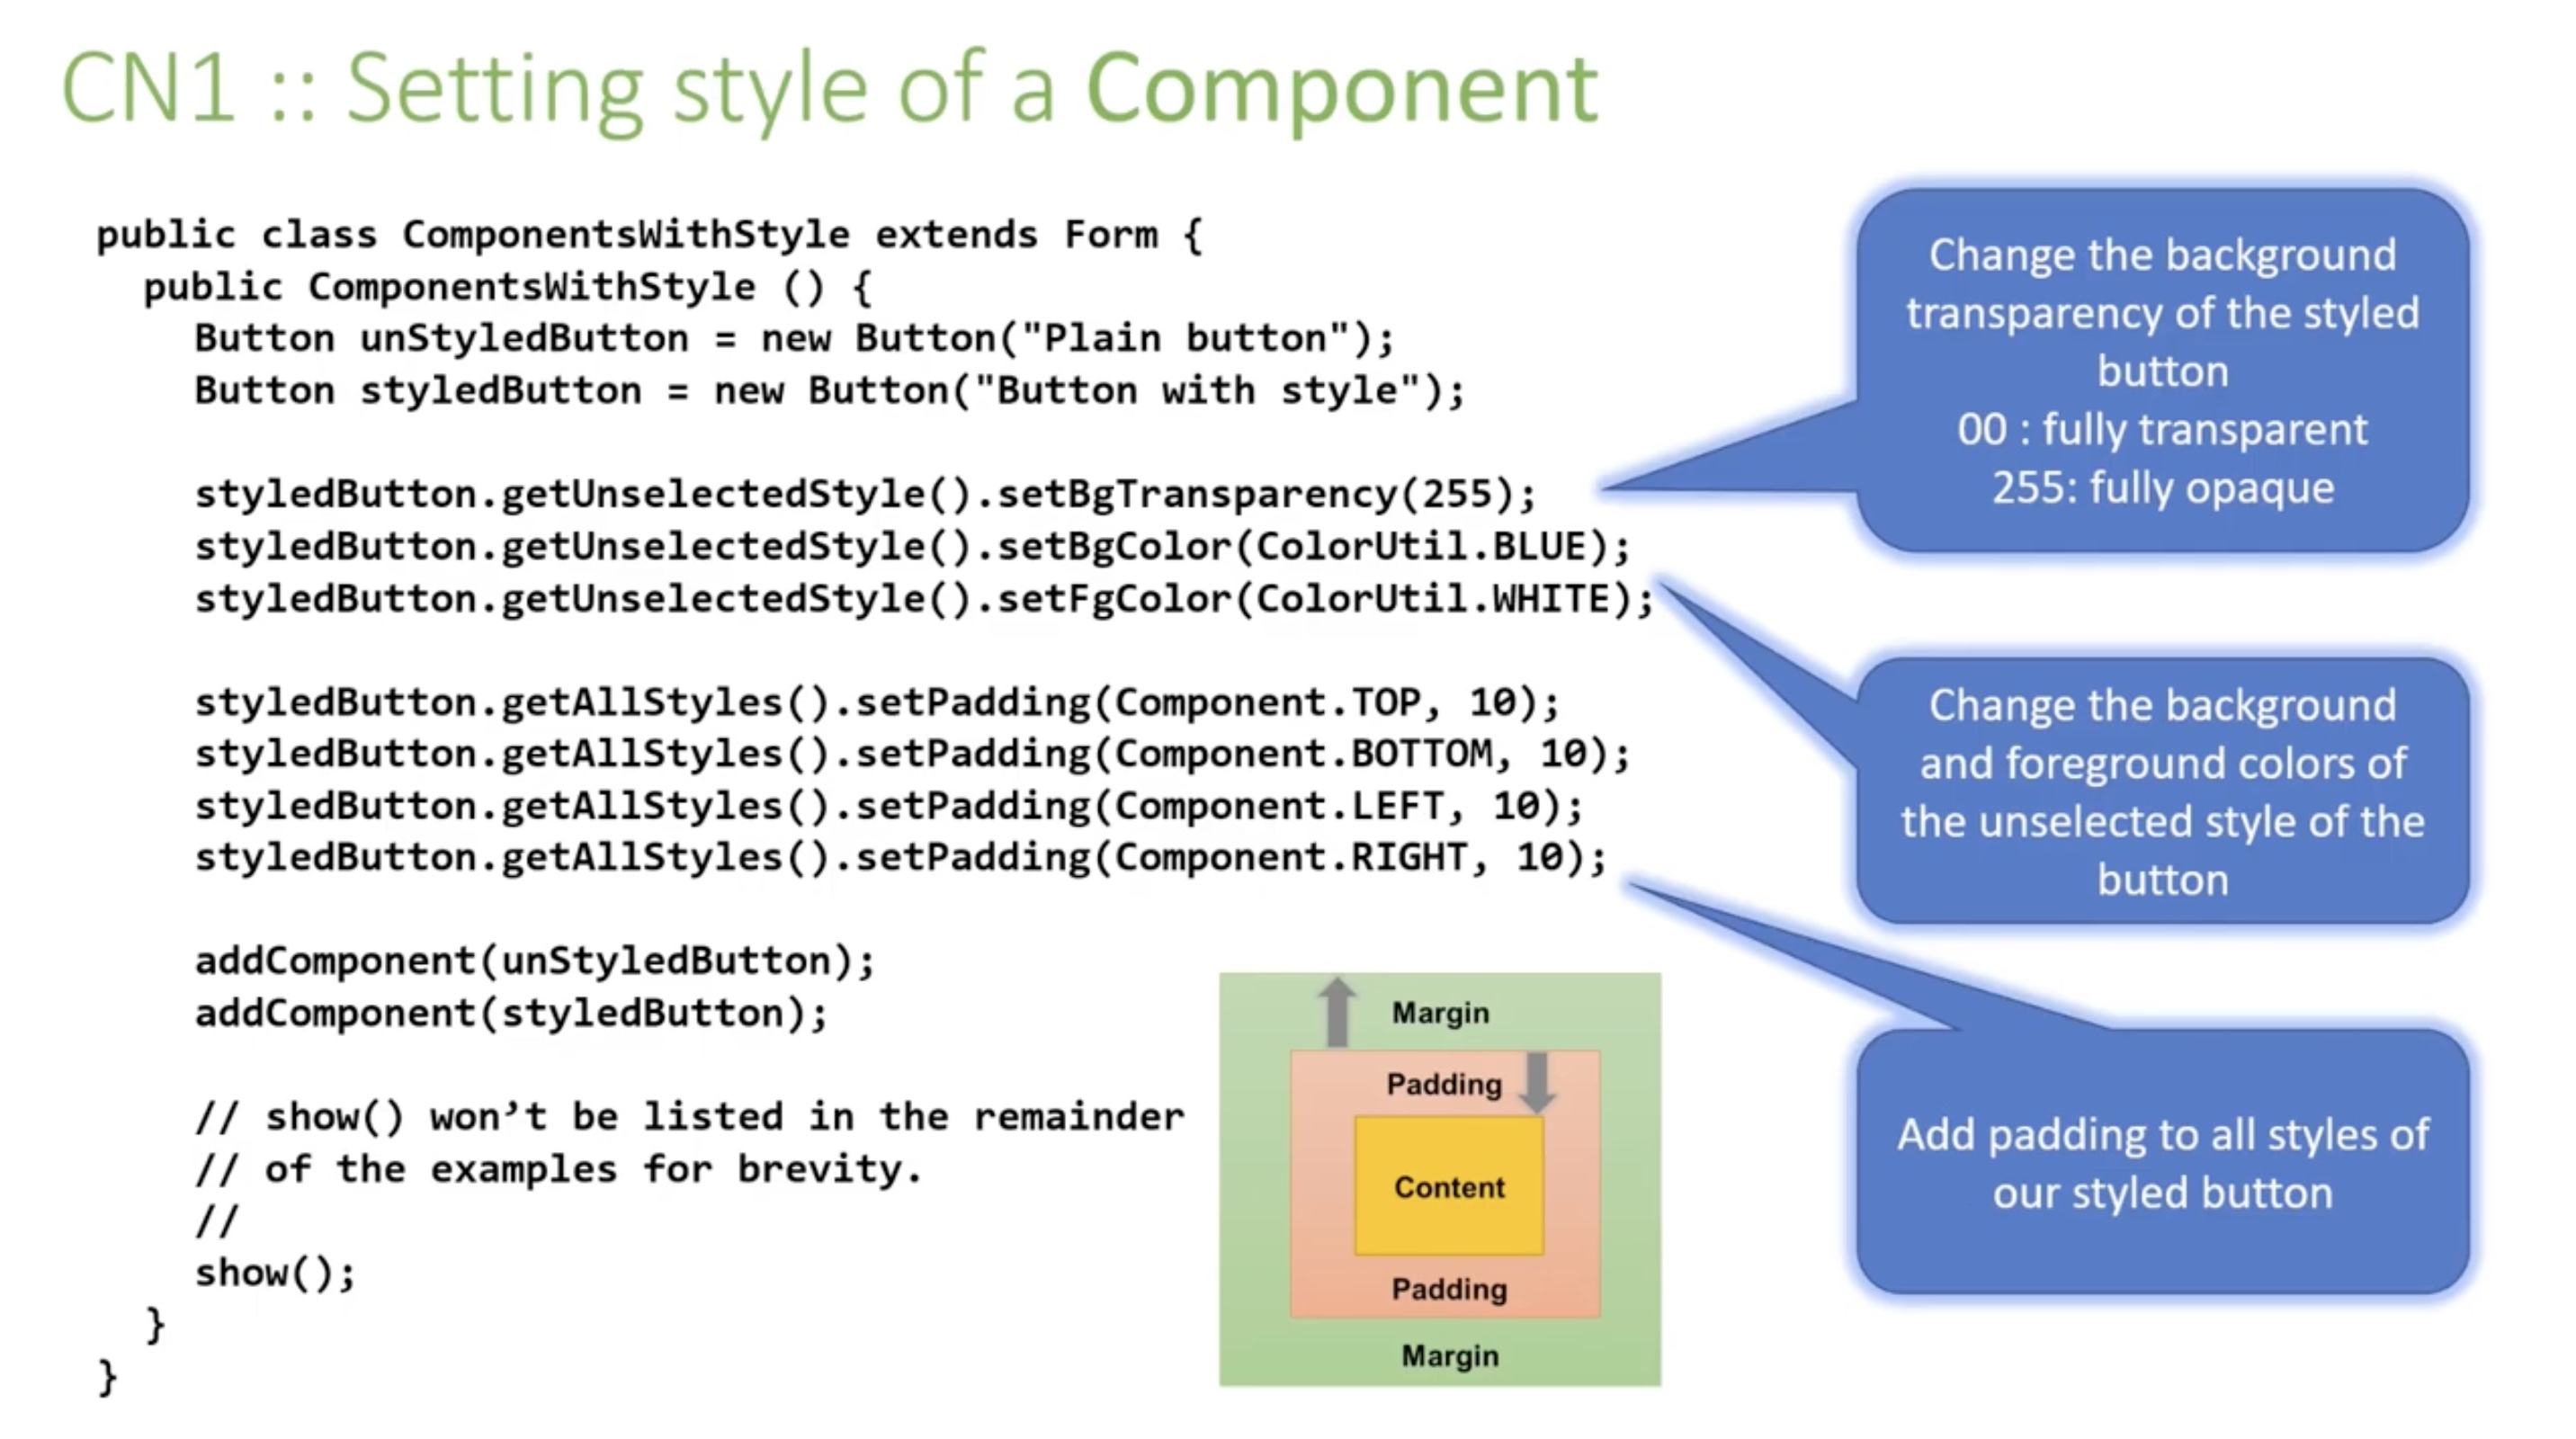 CN1 :: Setting style of a Component
public class ComponentsWithStyle extends Form {
public ComponentsWithStyle () {
Button unStyledButton = new Button("Plain button");
Button styledButton = new Button("Button with style");
styledButton.getUnselectedStyle().setBgTransparency(255);
styledButton.getUnselectedStyle().setBgColor(ColorUtil.BLUE);
styledButton.getUnselectedStyle().setFgColor(ColorUtil.WHITE);
styledButton.getAllStyles().setPadding(Component.TOP, 10);
styledButton.getAllStyles().setPadding(Component.BOTTOM, 10);
styledButton.getAllStyles().setPadding(Component.LEFT, 10);
styledButton.getAllStyles().setPadding(Component.RIGHT, 10);
addComponent(unStyledButton);
addComponent(styledButton);
// show() won’t be listed in the remainder
// of the examples for brevity.
//
show();
}
}
Change the background
transparency of the styled
button
00 : fully transparent
255: fully opaque
Change the background
and foreground colors of
the unselected style of the
button
Add padding to all styles of
our styled button
Margin
Padding
Content
Padding
Margin